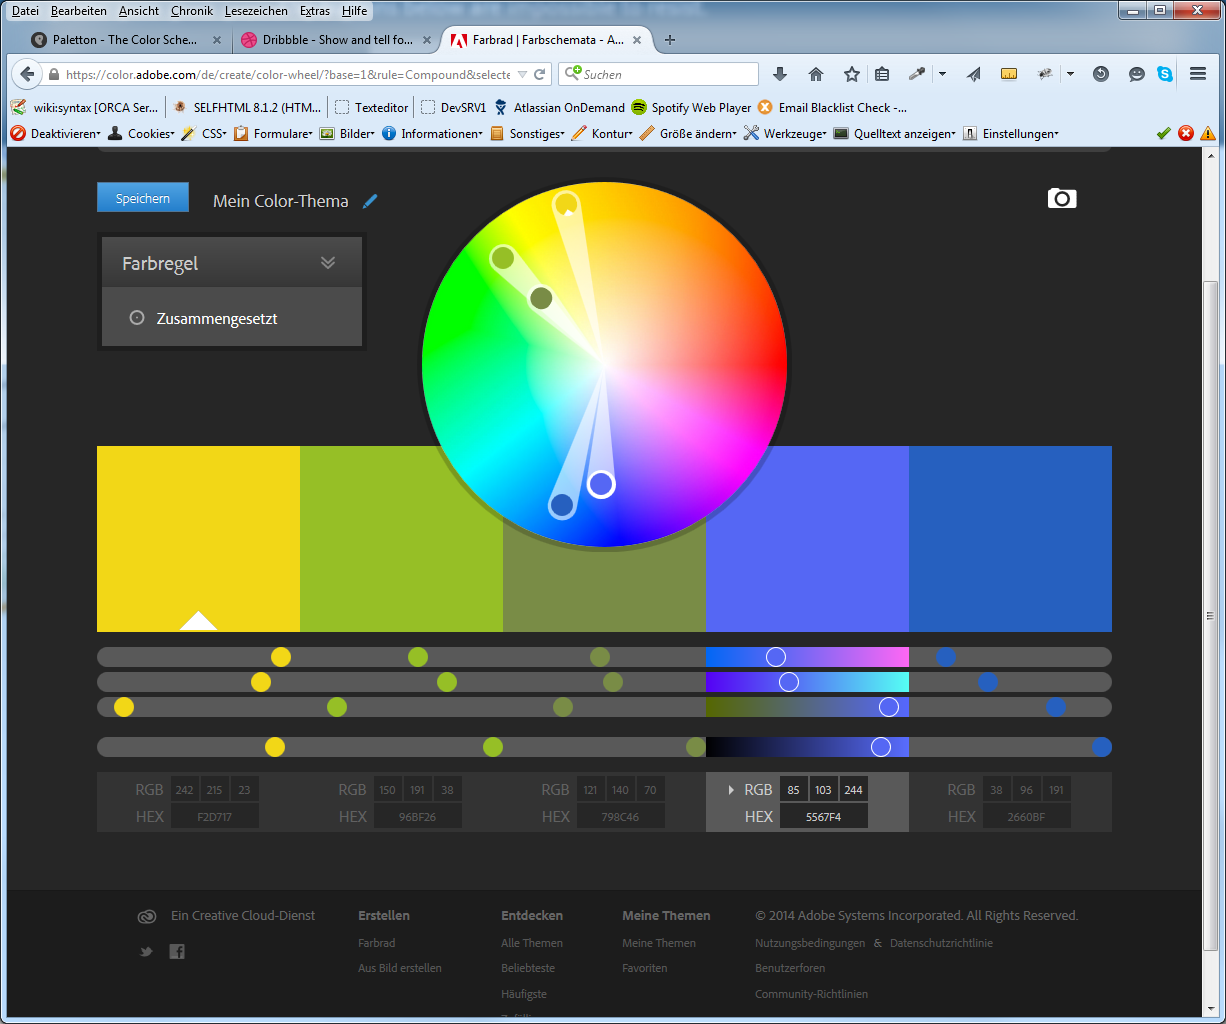 Datei Bearbeiten Ansicht Chronik Lesezeichen Extras Hilfe
Paletton - The Color Sche... Dribbble - Show and tell fo... Farbrad | Farbschemata - A...
https://color.adobe.com/de/create/color-wheel/?base=1&rule=Compound&selecte Suchen
wiki:syntax [ORCA Ser... SELFHTML 8.1.2 (HTM... Texteditor DevSRV1 Atlassian OnDemand Spotify Web Player Email Blacklist Check -...
Deaktivieren Cookies CSS Formulare Bilder Informationen Sonstiges Kontur Größe ändern Werkzeuge Quelltext anzeigen Einstellungen
Speichern Mein Color-Thema
Farbregel
Zusammengesetzt
RGB 242 215 23 RGB 150 191 38 RGB 121 140 70 RGB 85 103 244 RGB 38 96 191
HEX F2D717 HEX 96BF26 HEX 798C46 HEX 5567F4 HEX 2660BF
Ein Creative Cloud-Dienst Erstellen Entdecken Meine Themen © 2014 Adobe Systems Incorporated. All Rights Reserved.
Farbrad Alle Themen Meine Themen Nutzungsbedingungen & Datenschutzrichtlinie
Aus Bild erstellen Beliebteste Favoriten Benutzerforen
Häufigste Community-Richtlinien